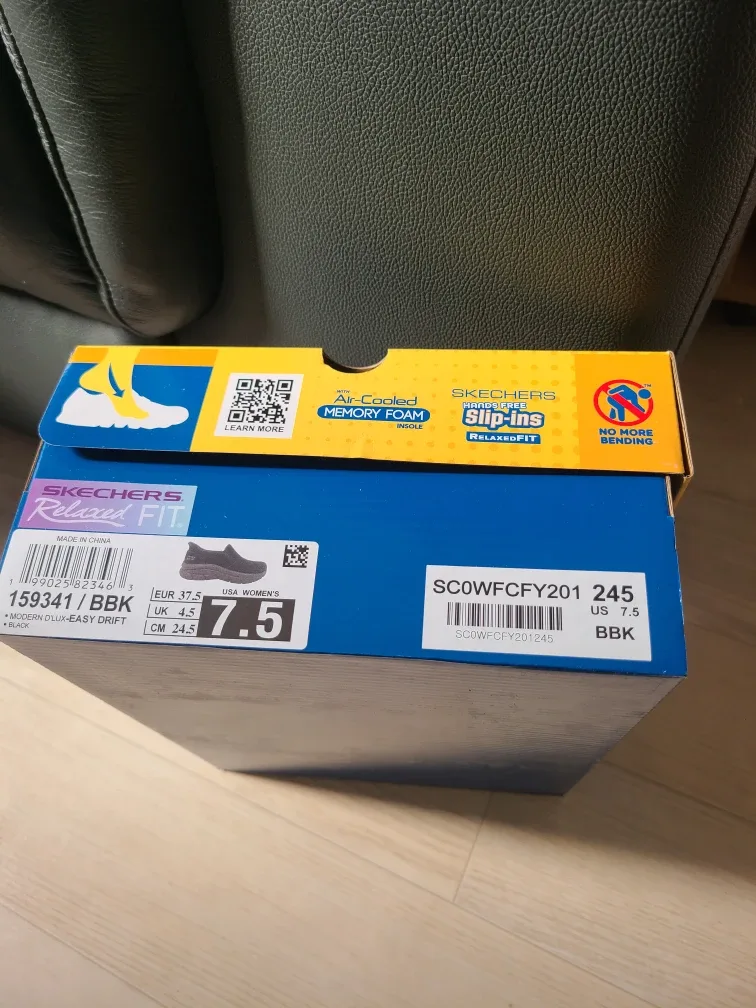 LEARN MORE
WITH
Air-Cooled
MEMORY FOAM
INSOLE
SKECHERS
HANDS FREE
Slip-ins
RELAXED FIT
™
NO MORE
BENDING
SKECHERS.
Relaxed FIT®
MADE IN CHINA
1 99025 82346 3
159341 / BBK
• MODERN D'LUX-EASY DRIFT
• BLACK
EUR 37.5
UK 4.5
CM 24.5
USA WOMEN'S
7.5
SC0WFCFY201 245
US 7.5
SC0WFCFY201245
BBK